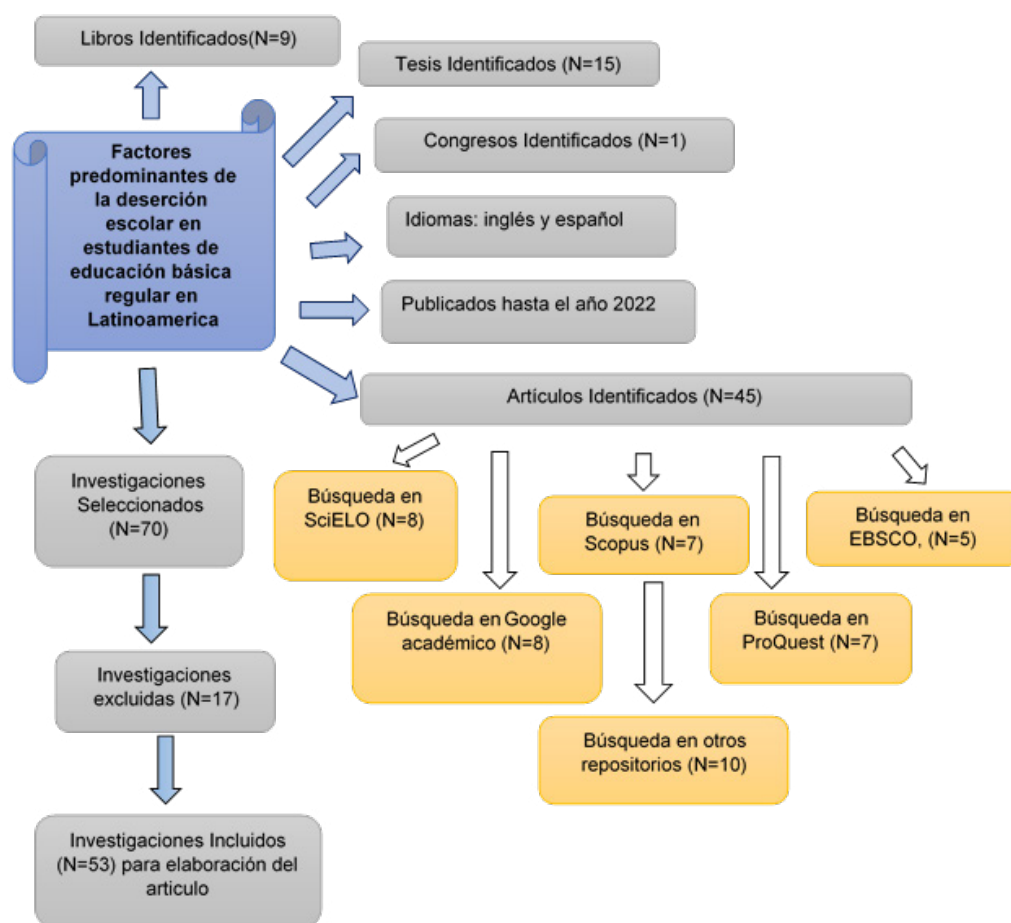 Libros Identificados(N=9)
Tesis Identificados (N=15)
Congresos Identificados (N=1)
Idiomas: inglés y español
Publicados hasta el año 2022
Factores
predominantes de
la deserción
escolar en
estudiantes de
educación básica
regular en
Latinoamerica
Artículos Identificados (N=45)
Investigaciones
Seleccionados
(N=70)
Búsqueda en
SciELO (N=8)
Búsqueda en
Scopus (N=7)
Búsqueda en
EBSCO, (N=5)
Búsqueda en Google
académico (N=8)
Búsqueda en
ProQuest (N=7)
Investigaciones
excluidas (N=17)
Búsqueda en otros
repositorios (N=10)
Investigaciones Incluidos
(N=53) para elaboración del
articulo